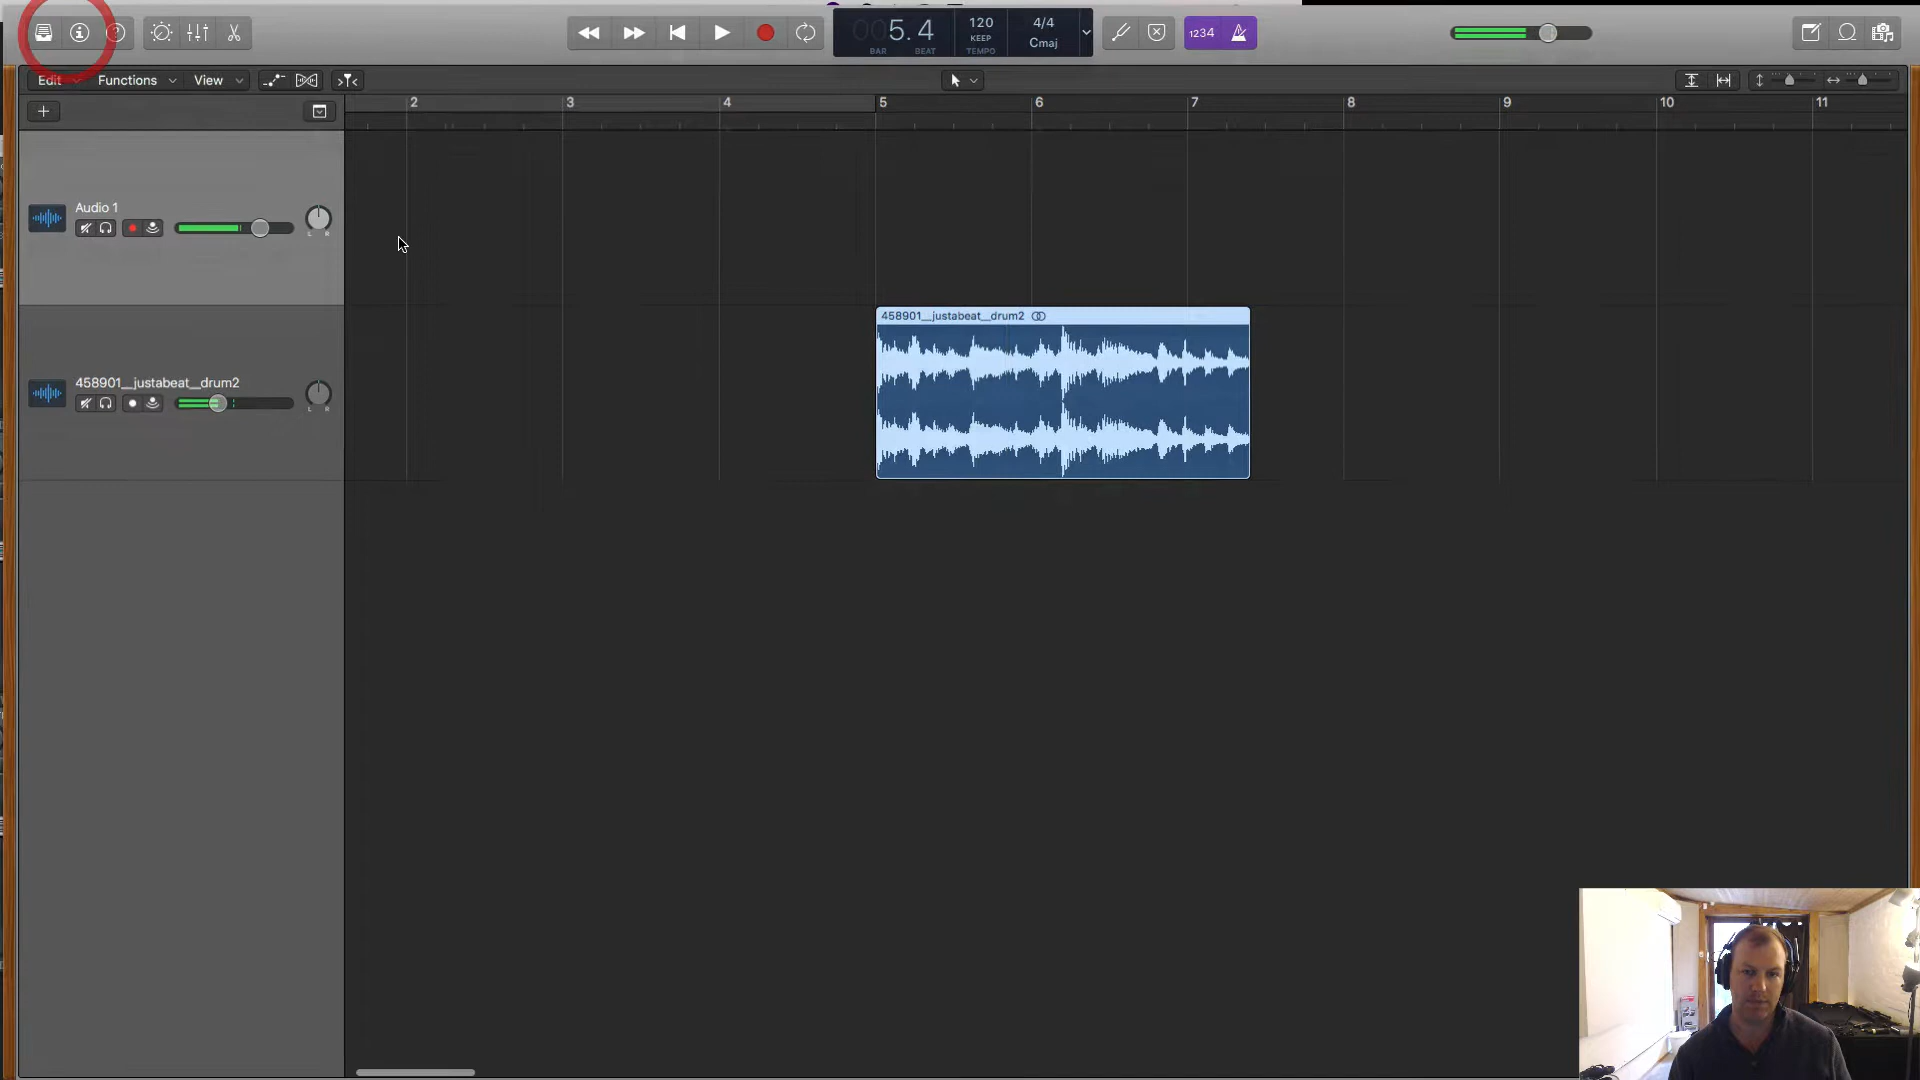 005.4
BAR
BEAT
120
KEEP
TEMPO
4/4
Cmaj
1234
Edit
Functions
View
2 3 4 5 6 7 8 9 10 11
Audio 1
L R
458901__justabeat__drum2
458901__justabeat__drum2
L R